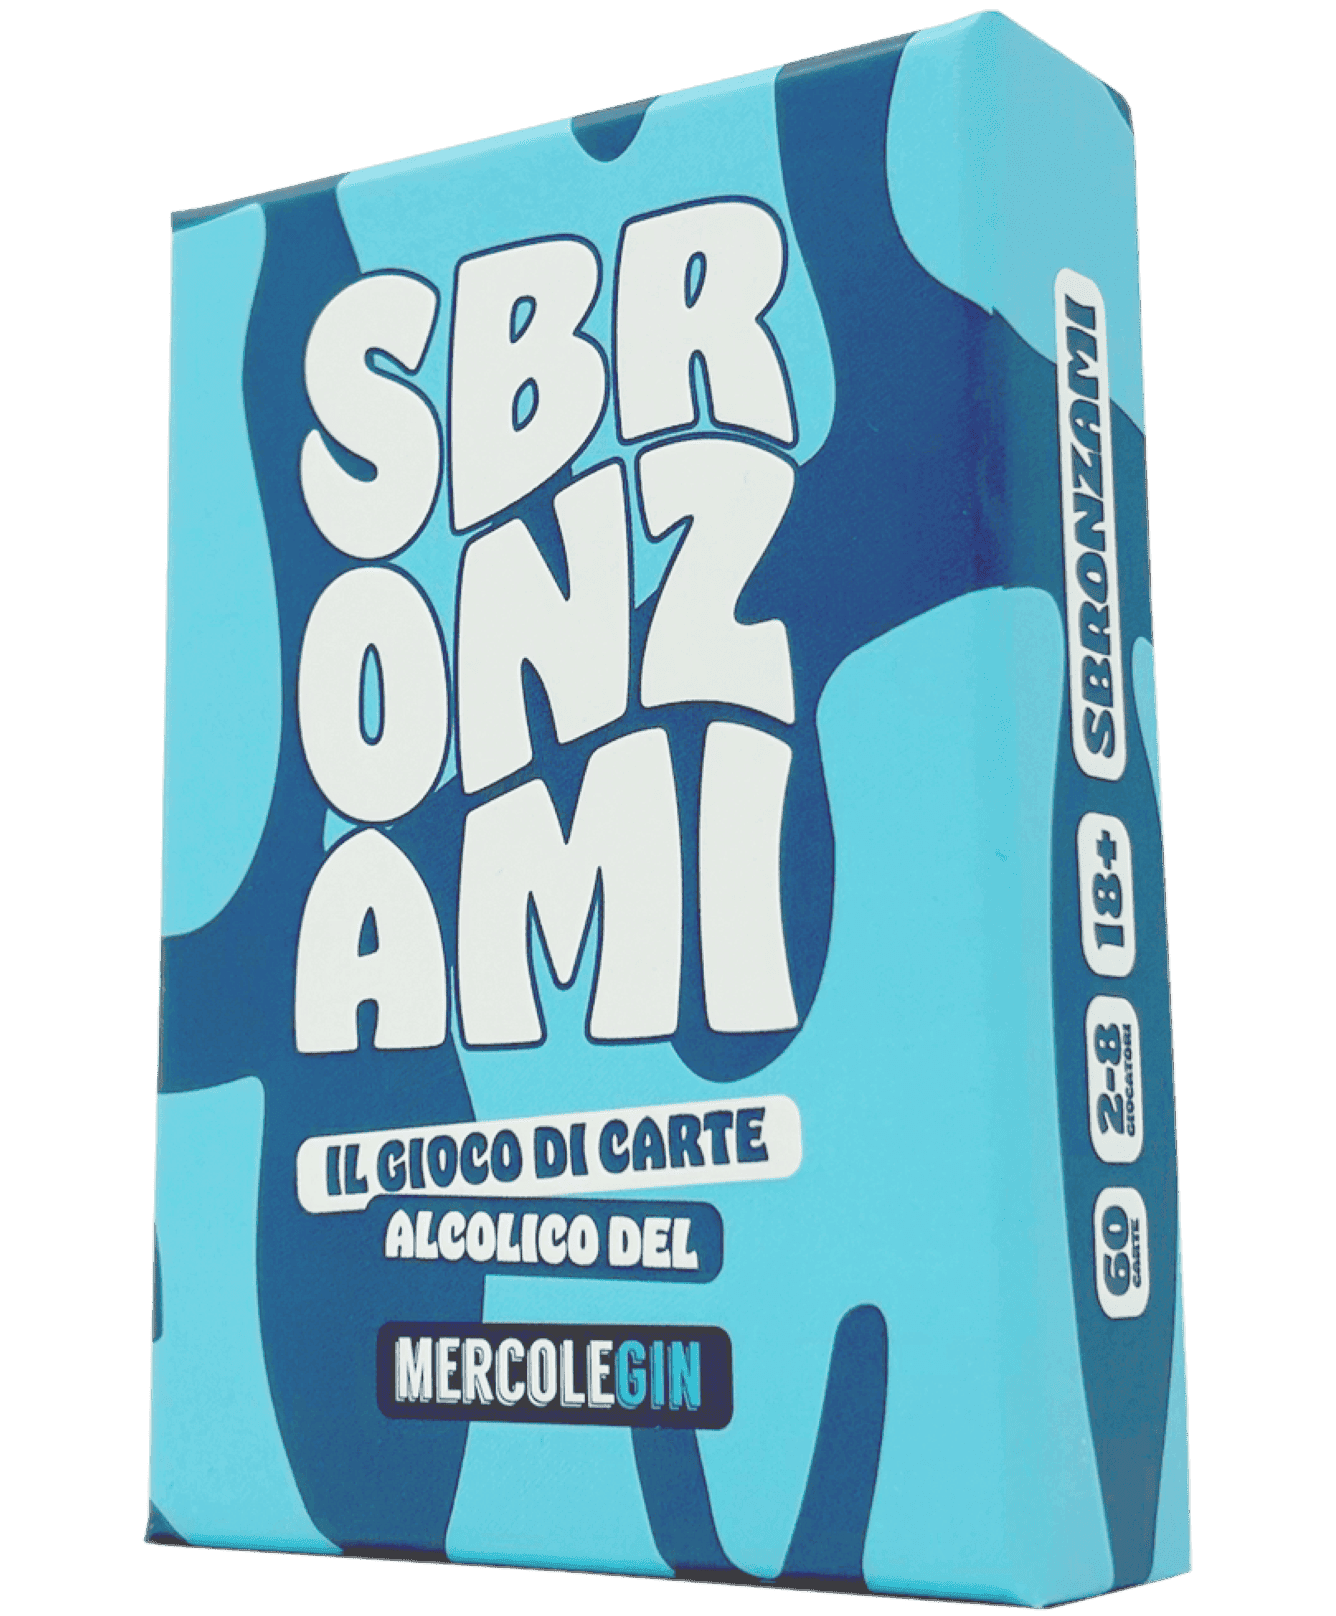 SBR
ONZ
AMI
IL GIOCO DI CARTE
ALCOLICO DEL
MERCOLEGIN
SBRONZAMI
18+
2-8
GIOCATORI
60
CARTE